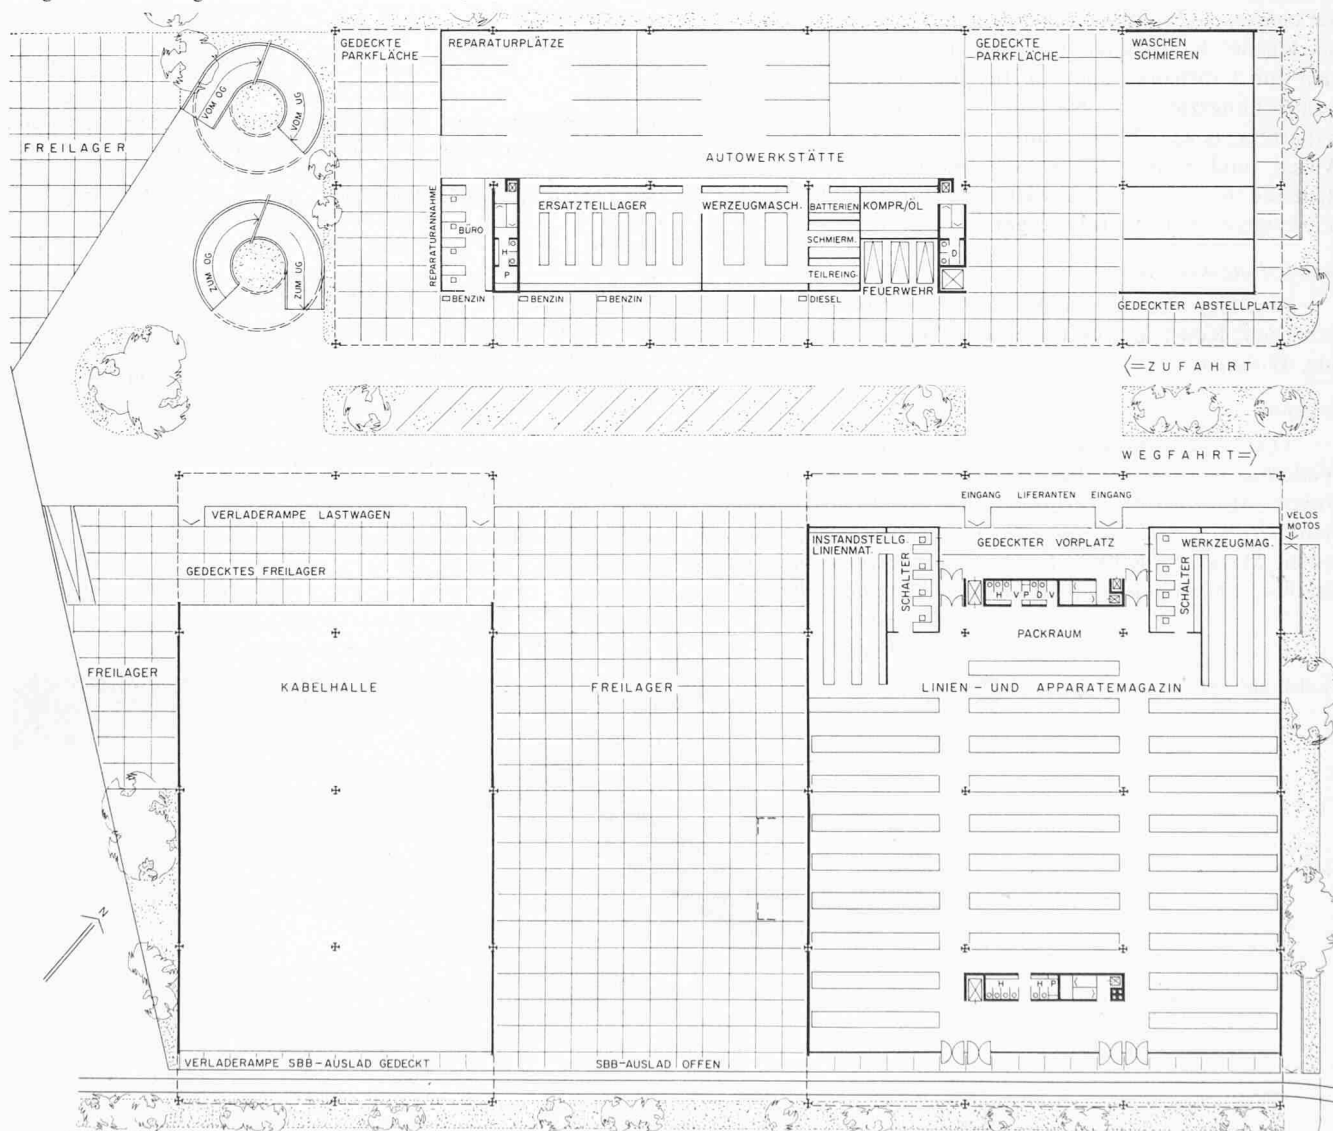 GEDECKTE
PARKFLÄCHE
REPARATURPLÄTZE
GEDECKTE
PARKFLÄCHE
WASCHEN
SCHMIEREN
VOM OG
VOM UG
FREILAGER
AUTOWERKSTÄTTE
REPARATURANNAHME
BÜRO
H
P
ERSATZTEILLAGER
WERZEUGMASCH.
BATTERIEN
KOMPR./ÖL
SCHMIERM.
TEILREING.
D
FEUERWEHR
ZUM OG
ZUM UG
BENZIN
BENZIN
BENZIN
DIESEL
GEDECKTER ABSTELLPLATZ
ZUFAHRT
WEGFAHRT
EINGANG LIFERANTEN EINGANG
VELOS
MOTOS
VERLADERAMPE LASTWAGEN
INSTANDSTELLG.
LINIENMAT.
SCHALTER
GEDECKTER VORPLATZ
SCHALTER
WERKZEUGMAG.
GEDECKTES FREILAGER
H V P D V
PACKRAUM
FREILAGER
KABELHALLE
FREILAGER
LINIEN- UND APPARATEMAGAZIN
N
H H P
VERLADERAMPE SBB-AUSLAD GEDECKT
SBB-AUSLAD OFFEN